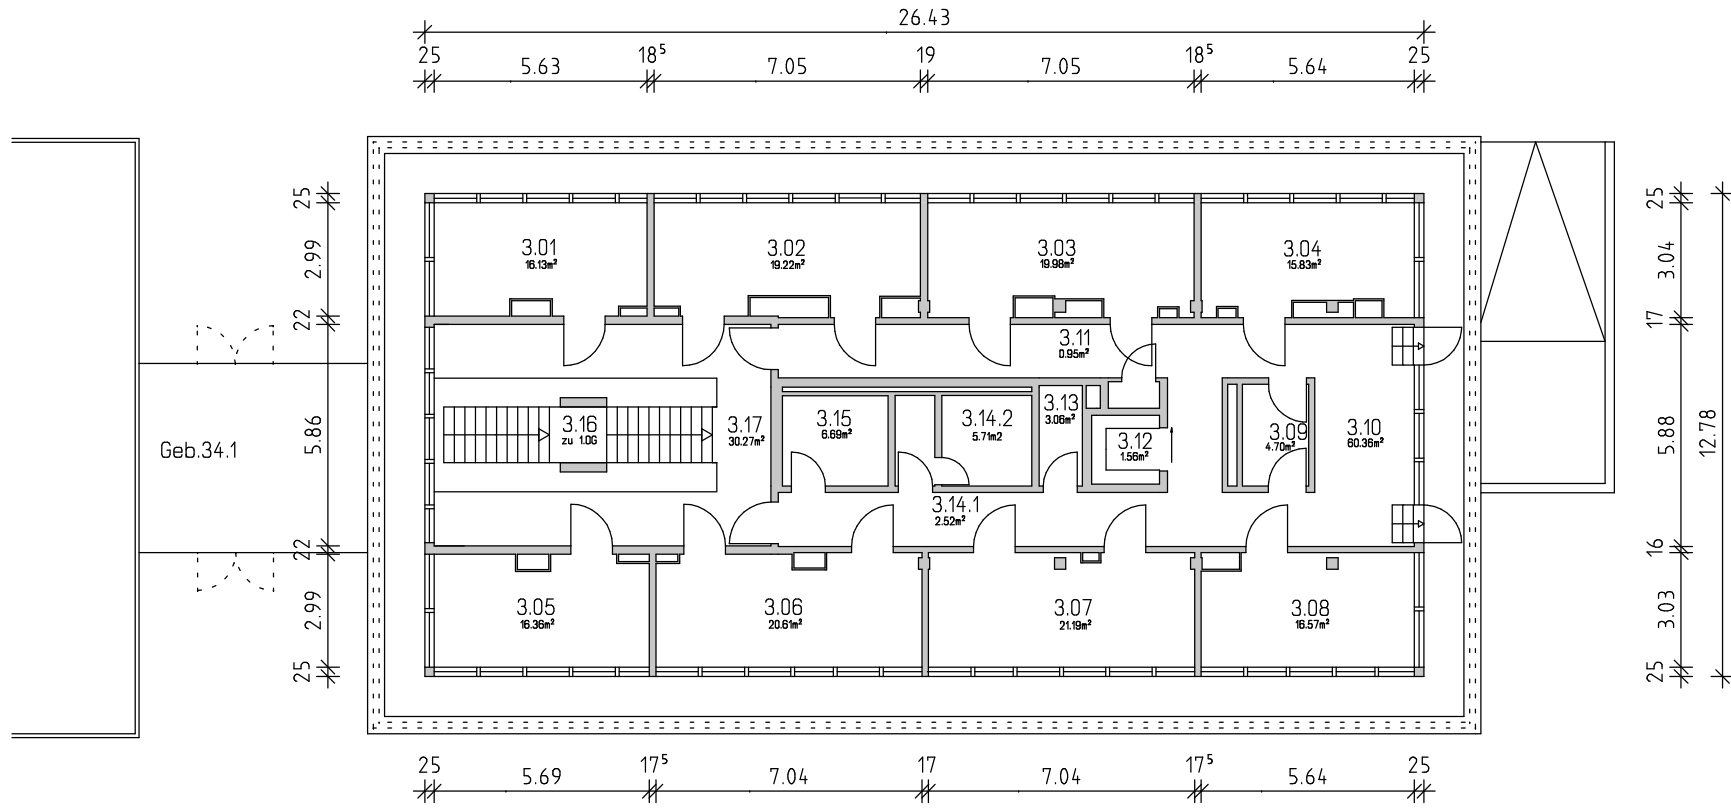 26.43
25 5.63 18⁵ 7.05 19 7.05 18⁵ 5.64 25
25
2.99
22
5.86
22
2.99
25
25
3.04
17
5.88
16
3.03
25
12.78
3.01
16.13m²
3.02
19.22m²
3.03
19.98m²
3.04
15.83m²
3.11
0.95m²
3.16
zu 1.OG
3.17
30.27m²
3.15
6.69m²
3.14.2
5.71m2
3.13
3.06m²
3.12
1.56m²
3.09
4.70m²
3.10
60.36m²
Geb.34.1
3.14.1
2.52m²
3.05
16.36m²
3.06
20.61m²
3.07
21.19m²
3.08
16.57m²
25 5.69 17⁵ 7.04 17 7.04 17⁵ 5.64 25